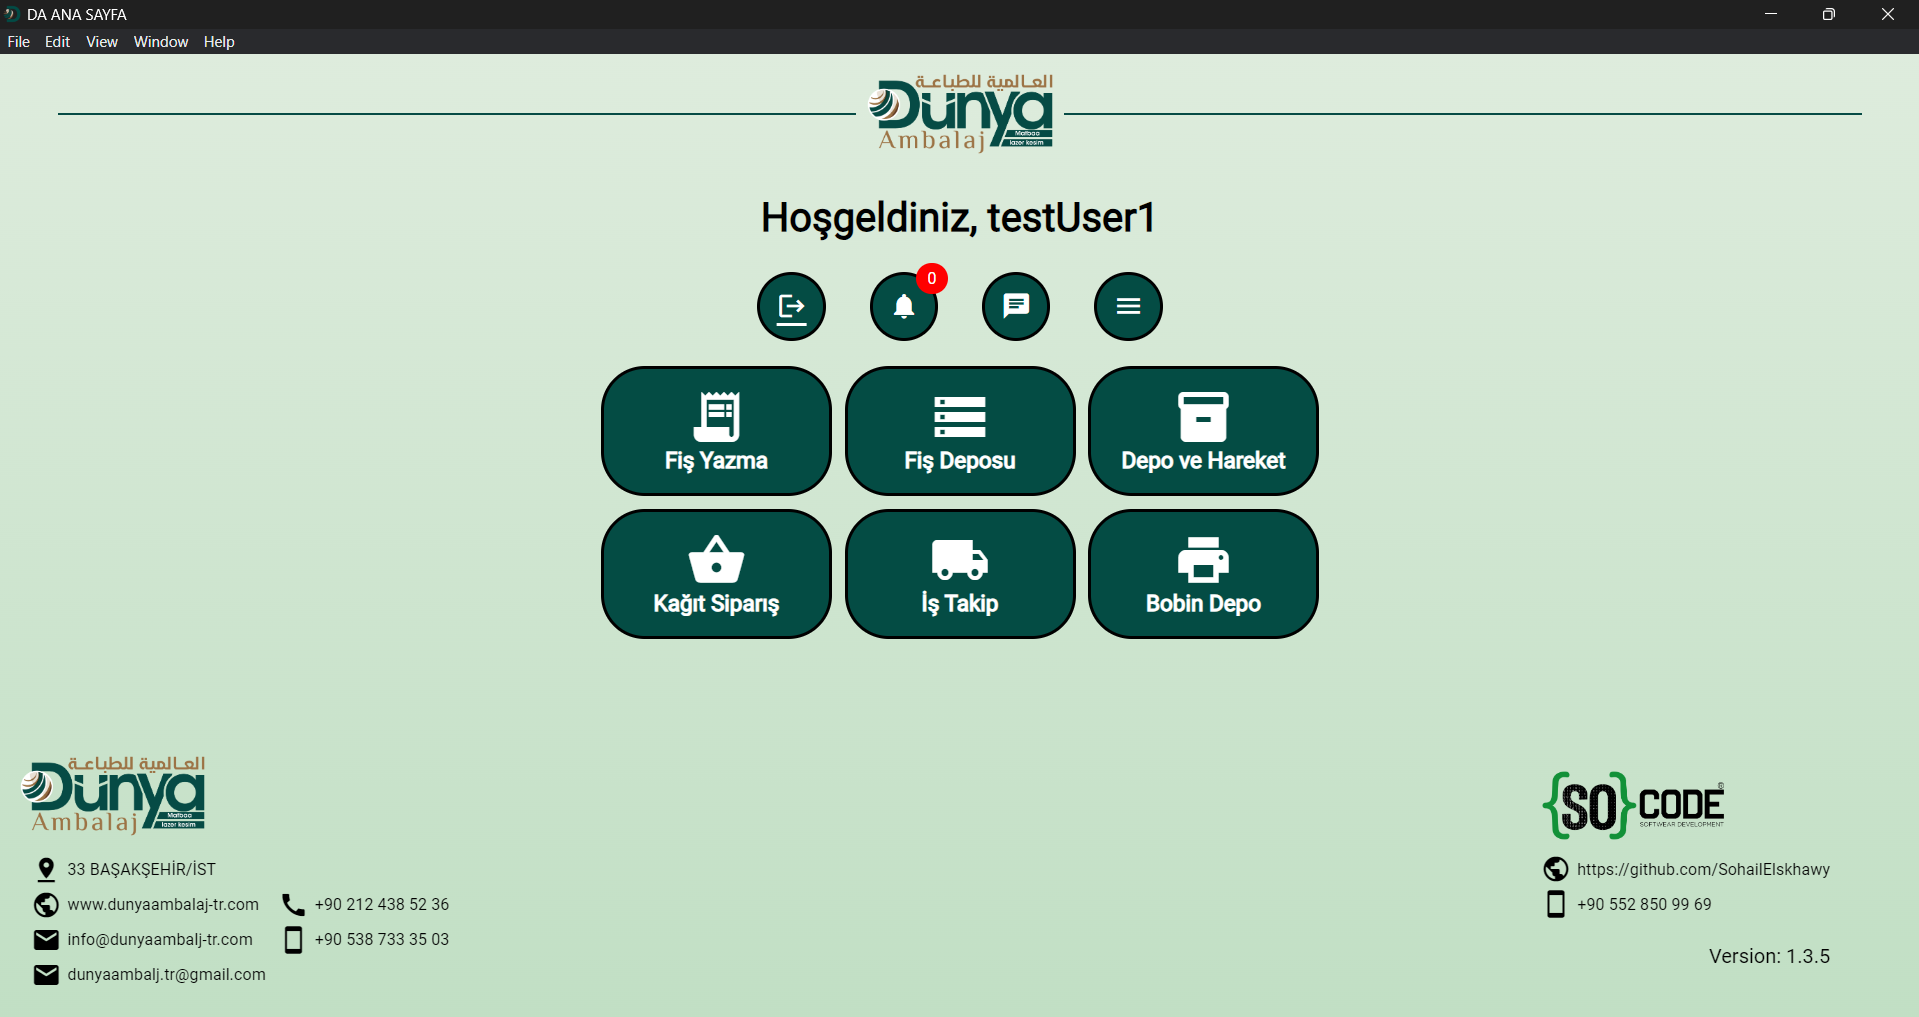 DA ANA SAYFA
File Edit View Window Help
العالمية للطباعة
Dunya
Ambalaj
Matbaa
lazer kesim
Hoşgeldiniz, testUser1
0
Fiş Yazma
Fiş Deposu
Depo ve Hareket
Kağıt Siparış
İş Takip
Bobin Depo
العالمية للطباعة
Dunya
Ambalaj
Matbaa
lazer kesim
33 BAŞAKŞEHİR/İST
www.dunyaambalaj-tr.com
+90 212 438 52 36
info@dunyaambalj-tr.com
+90 538 733 35 03
dunyaambalj.tr@gmail.com
{SO}CODE®
SOFTWEAR DEVELOPMENT
https://github.com/SohailElskhawy
+90 552 850 99 69
Version: 1.3.5